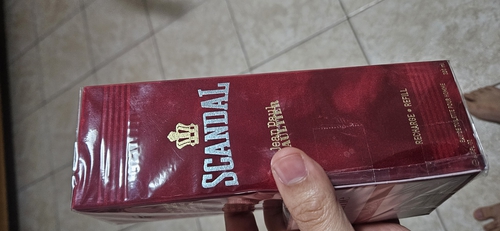 SCANDAL
Jean Paul
GAULTIER
RECHARGE • REFILL